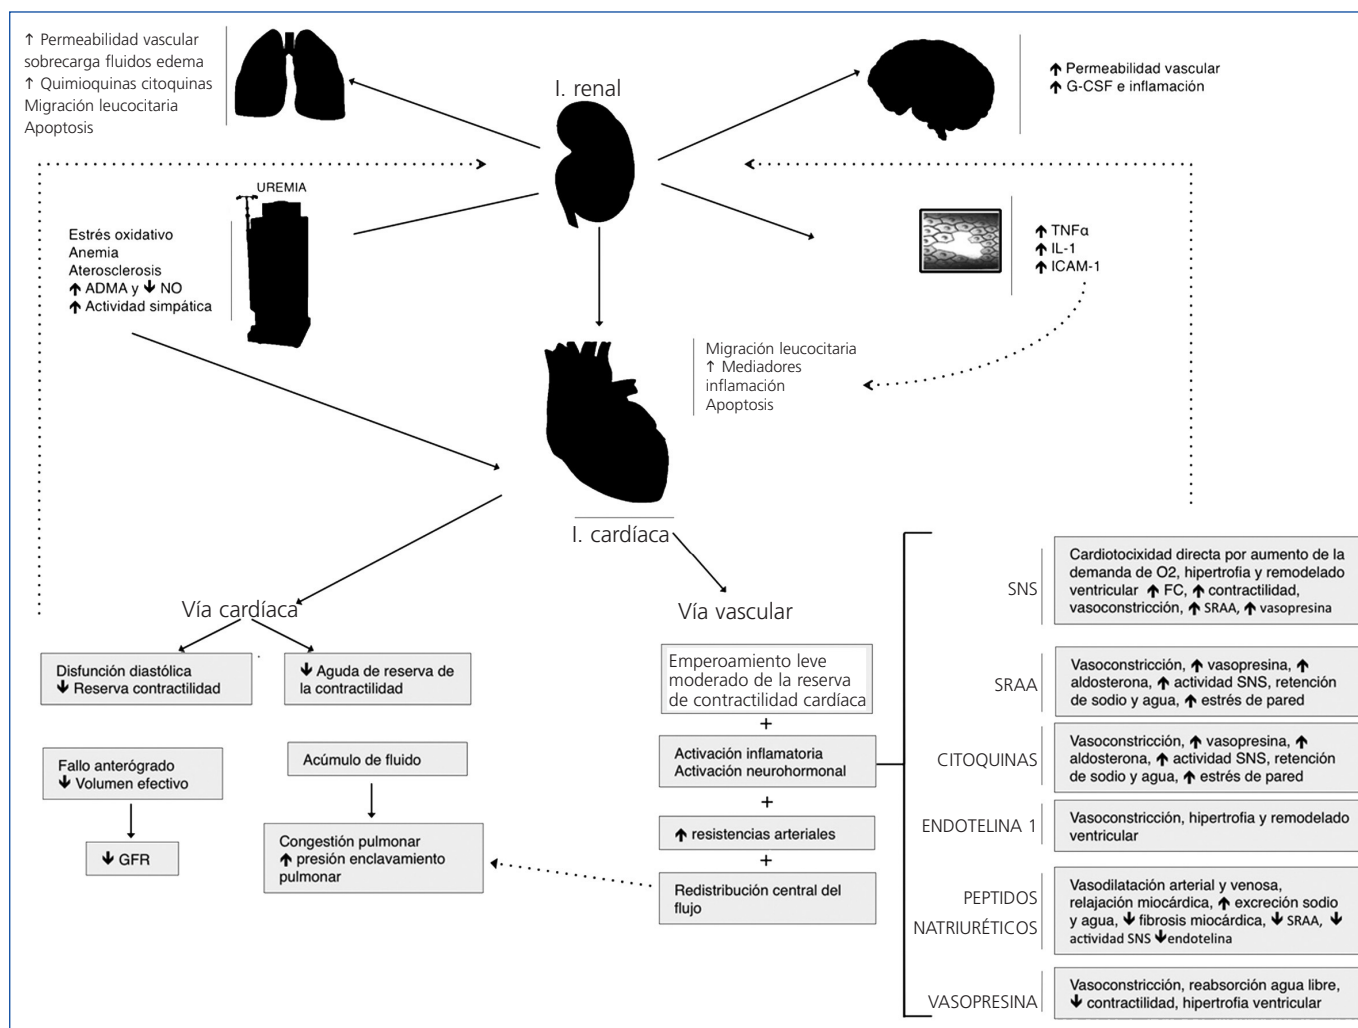 ↑ Permeabilidad vascular
sobrecarga fluidos edema
↑ Quimioquinas citoquinas
Migración leucocitaria
Apoptosis
I. renal
↑ Permeabilidad vascular
↑ G-CSF e inflamación
UREMIA
Estrés oxidativo
Anemia
Aterosclerosis
↑ ADMA y ↓ NO
↑ Actividad simpática
↑ TNFα
↑ IL-1
↑ ICAM-1
Migración leucocitaria
↑ Mediadores
inflamación
Apoptosis
I. cardíaca
Vía cardíaca
Disfunción diastólica
↓ Reserva contractilidad
↓ Aguda de reserva de
la contractilidad
Fallo anterógrado
↓ Volumen efectivo
Acúmulo de fluido
↓ GFR
Congestión pulmonar
↑ presión enclavamiento
pulmonar
Vía vascular
Emperoamiento leve
moderado de la reserva
de contractilidad cardíaca
+
Activación inflamatoria
Activación neurohormonal
+
↑ resistencias arteriales
+
Redistribución central del
flujo
SNS
Cardiotocixidad directa por aumento de la
demanda de O2, hipertrofia y remodelado
ventricular ↑ FC, ↑ contractilidad,
vasoconstricción, ↑ SRAA, ↑ vasopresina
SRAA
Vasoconstricción, ↑ vasopresina, ↑
aldosterona, ↑ actividad SNS, retención
de sodio y agua, ↑ estrés de pared
CITOQUINAS
Vasoconstricción, ↑ vasopresina, ↑
aldosterona, ↑ actividad SNS, retención
de sodio y agua, ↑ estrés de pared
ENDOTELINA 1
Vasoconstricción, hipertrofia y remodelado
ventricular
PEPTIDOS
NATRIURÉTICOS
Vasodilatación arterial y venosa,
relajación miocárdica, ↑ excreción sodio
y agua, ↓ fibrosis miocárdica, ↓ SRAA, ↓
actividad SNS ↓endotelina
VASOPRESINA
Vasoconstricción, reabsorción agua libre,
↓ contractilidad, hipertrofia ventricular